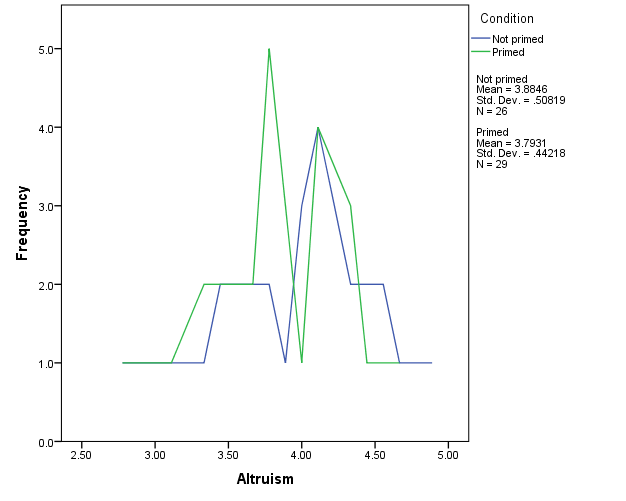 Condition
Not primed
Primed
Not primed
Mean = 3.8846
Std. Dev. = .50819
N = 26
Primed
Mean = 3.7931
Std. Dev. = .44218
N = 29
Frequency
5.0
4.0
3.0
2.0
1.0
0.0
2.50 3.00 3.50 4.00 4.50 5.00
Altruism